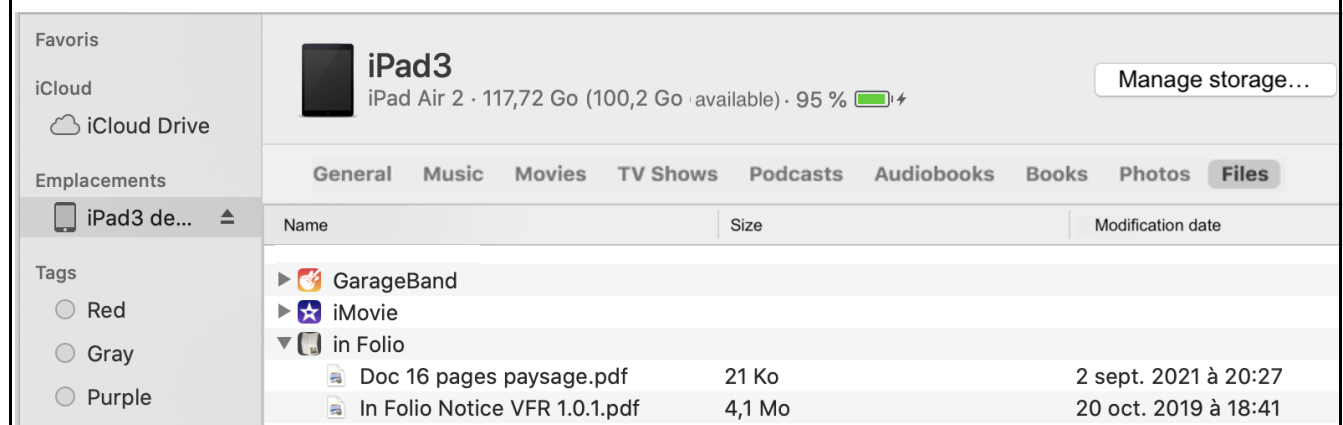 Favoris
iCloud
iCloud Drive
Emplacements
iPad3 de...
Tags
Red
Gray
Purple
iPad3
iPad Air 2 · 117,72 Go (100,2 Go available) · 95 %
Manage storage...
General Music Movies TV Shows Podcasts Audiobooks Books Photos Files
Name Size Modification date
GarageBand
iMovie
in Folio
Doc 16 pages paysage.pdf 21 Ko 2 sept. 2021 à 20:27
In Folio Notice VFR 1.0.1.pdf 4,1 Mo 20 oct. 2019 à 18:41